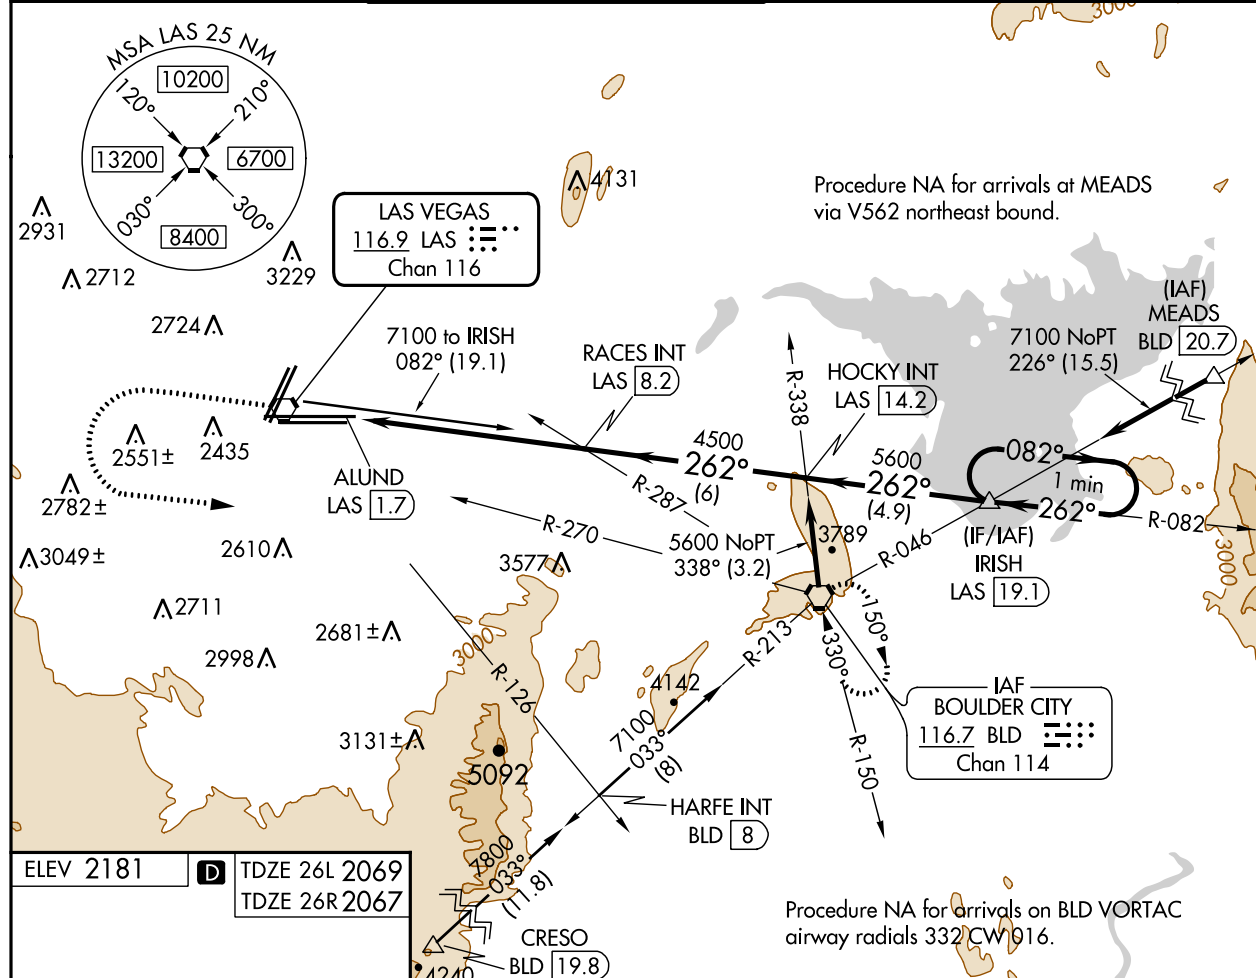 3000
MSA LAS 25 NM
10200
120°
210°
13200
6700
030°
300°
8400
4131
2931
2712
3229
2724
LAS VEGAS
116.9 LAS
Chan 116
Procedure NA for arrivals at MEADS
via V562 northeast bound.
(IAF)
MEADS
BLD 20.7
7100 NoPT
226° (15.5)
7100 to IRISH
082° (19.1)
RACES INT
LAS 8.2
HOCKY INT
LAS 14.2
R-338
4500
262°
(6)
5600
262°
(4.9)
082°
1 min
262°
R-082
2551±
2435
2782±
ALUND
LAS 1.7
R-287
R-270
5600 NoPT
338° (3.2)
3789
R-046
(IF/IAF)
IRISH
LAS 19.1
3000
3049±
2610
3577
2711
2681±
2998
3000
R-126
R-213
150°
330°
R-150
4142
7100
033°
(8)
IAF
BOULDER CITY
116.7 BLD
Chan 114
3131±
5092
HARFE INT
BLD 8
7800
033°
(11.8)
ELEV 2181
D
TDZE 26L 2069
TDZE 26R 2067
CRESO
BLD 19.8
4240
Procedure NA for arrivals on BLD VORTAC
airway radials 332 CW 016.